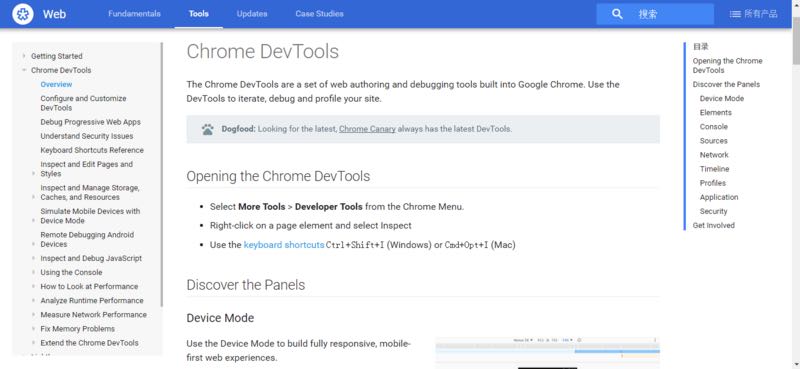 Web Fundamentals Tools Updates Case Studies 搜索 所有产品
Getting Started
Chrome DevTools
Overview
Configure and Customize
DevTools
Debug Progressive Web Apps
Understand Security Issues
Keyboard Shortcuts Reference
Inspect and Edit Pages and
Styles
Inspect and Manage Storage,
Caches, and Resources
Simulate Mobile Devices with
Device Mode
Remote Debugging Android
Devices
Inspect and Debug JavaScript
Using the Console
How to Look at Performance
Analyze Runtime Performance
Measure Network Performance
Fix Memory Problems
Extend the Chrome DevTools
Chrome DevTools
The Chrome DevTools are a set of web authoring and debugging tools built into Google Chrome. Use the
DevTools to iterate, debug and profile your site.
Dogfood: Looking for the latest, Chrome Canary always has the latest DevTools.
Opening the Chrome DevTools
Select More Tools > Developer Tools from the Chrome Menu.
Right-click on a page element and select Inspect
Use the keyboard shortcuts Ctrl+Shift+I (Windows) or Cmd+Opt+I (Mac)
Discover the Panels
Device Mode
Use the Device Mode to build fully responsive, mobile-
first web experiences.
目录
Opening the Chrome
DevTools
Discover the Panels
Device Mode
Elements
Console
Sources
Network
Timeline
Profiles
Application
Security
Get Involved